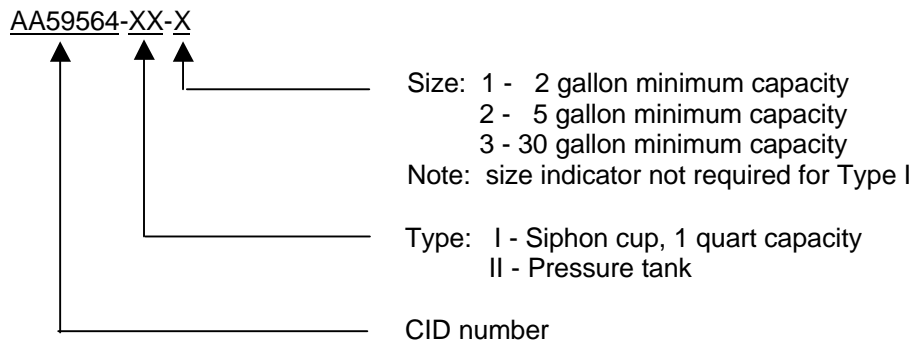 AA59564-XX-X
Size: 1 - 2 gallon minimum capacity
2 - 5 gallon minimum capacity
3 - 30 gallon minimum capacity
Note: size indicator not required for Type I
Type: I - Siphon cup, 1 quart capacity
II - Pressure tank
CID number